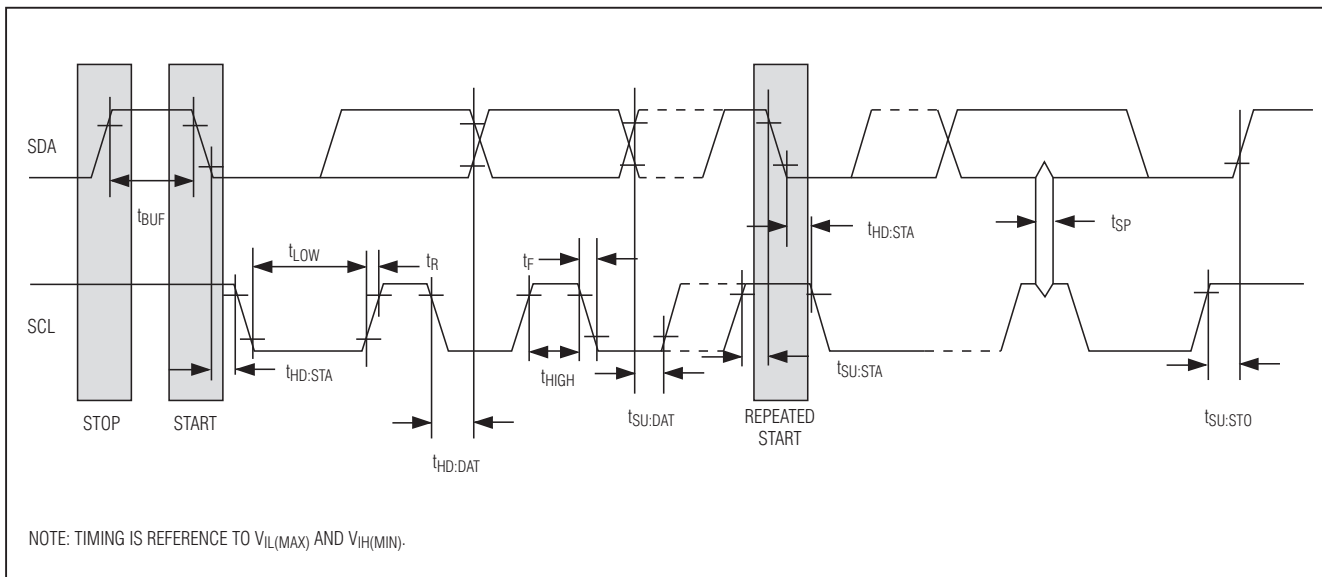 SDA
tBUF
tHD:STA
tSP
tLOW
tR
tF
SCL
tHD:STA
tHIGH
tSU:STA
tSU:DAT
STOP
START
REPEATED
START
tSU:STO
tHD:DAT
NOTE: TIMING IS REFERENCE TO VIL(MAX) AND VIH(MIN).